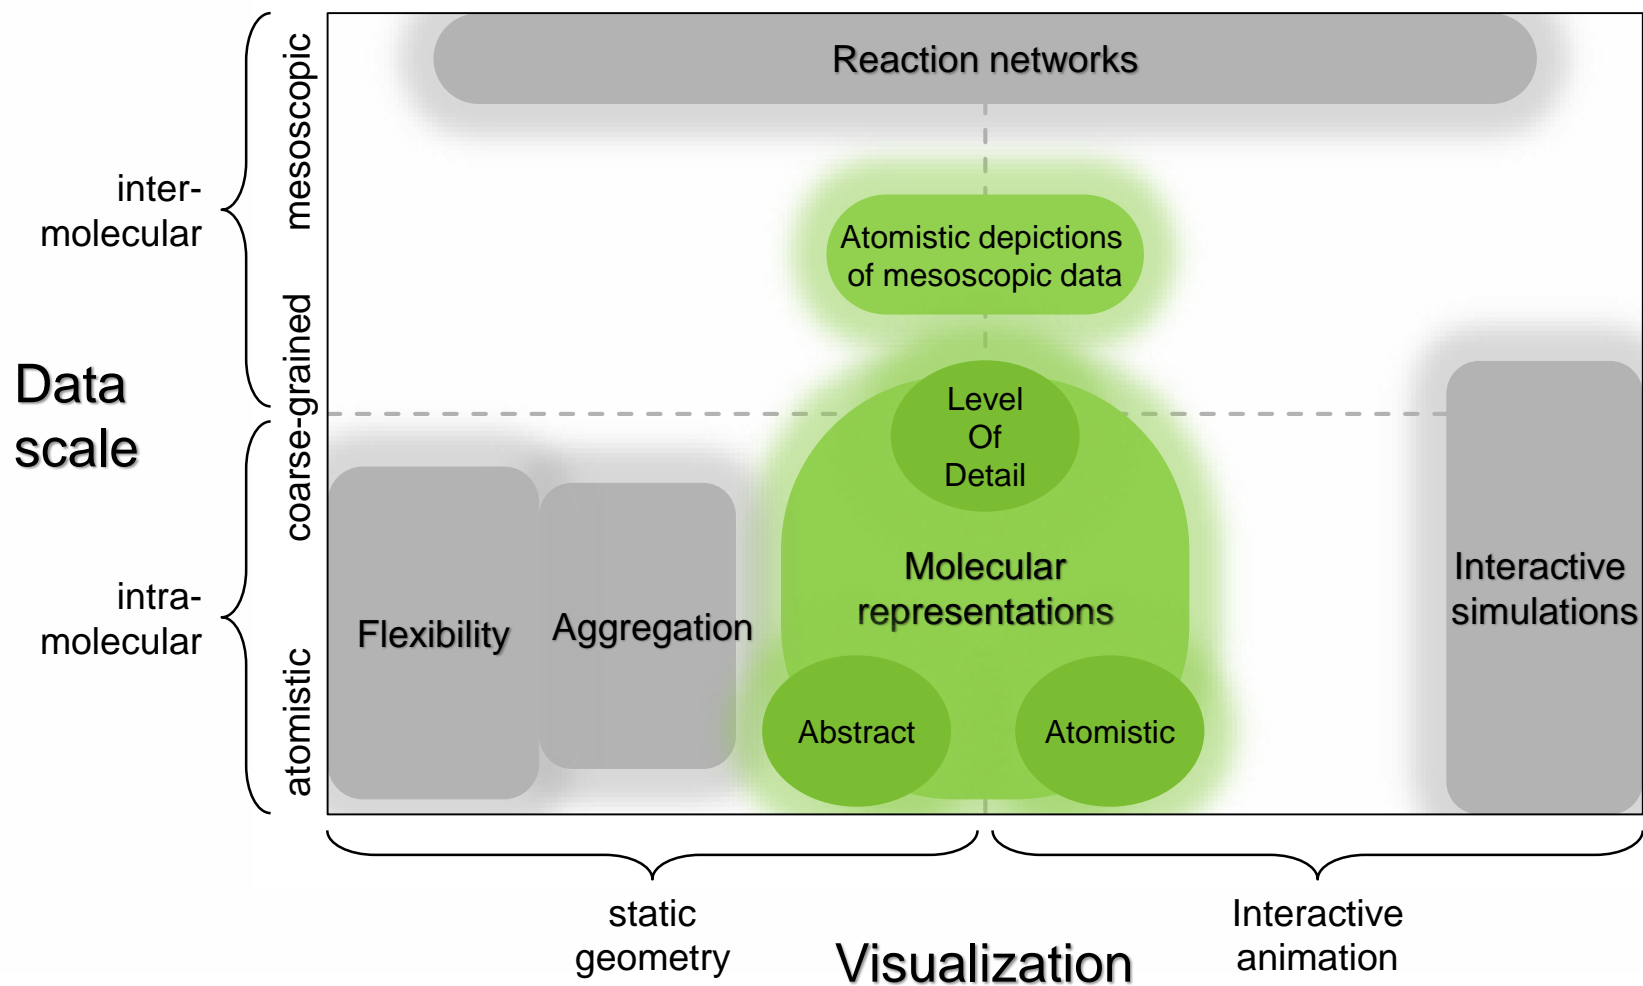 mesoscopic
Reaction networks
inter-
molecular
Atomistic depictions
of mesoscopic data
coarse-grained
Data
scale
Level
Of
Detail
Molecular
representations
Interactive
simulations
intra-
molecular
Flexibility
Aggregation
atomistic
Abstract
Atomistic
static
geometry
Interactive
animation
Visualization